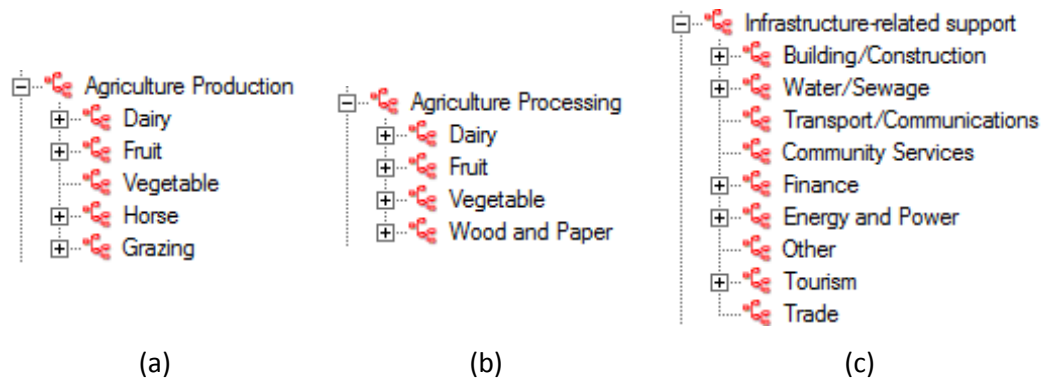 Agriculture Production
Dairy
Fruit
Vegetable
Horse
Grazing
(a)
Agriculture Processing
Dairy
Fruit
Vegetable
Wood and Paper
(b)
Infrastructure-related support
Building/Construction
Water/Sewage
Transport/Communications
Community Services
Finance
Energy and Power
Other
Tourism
Trade
(c)